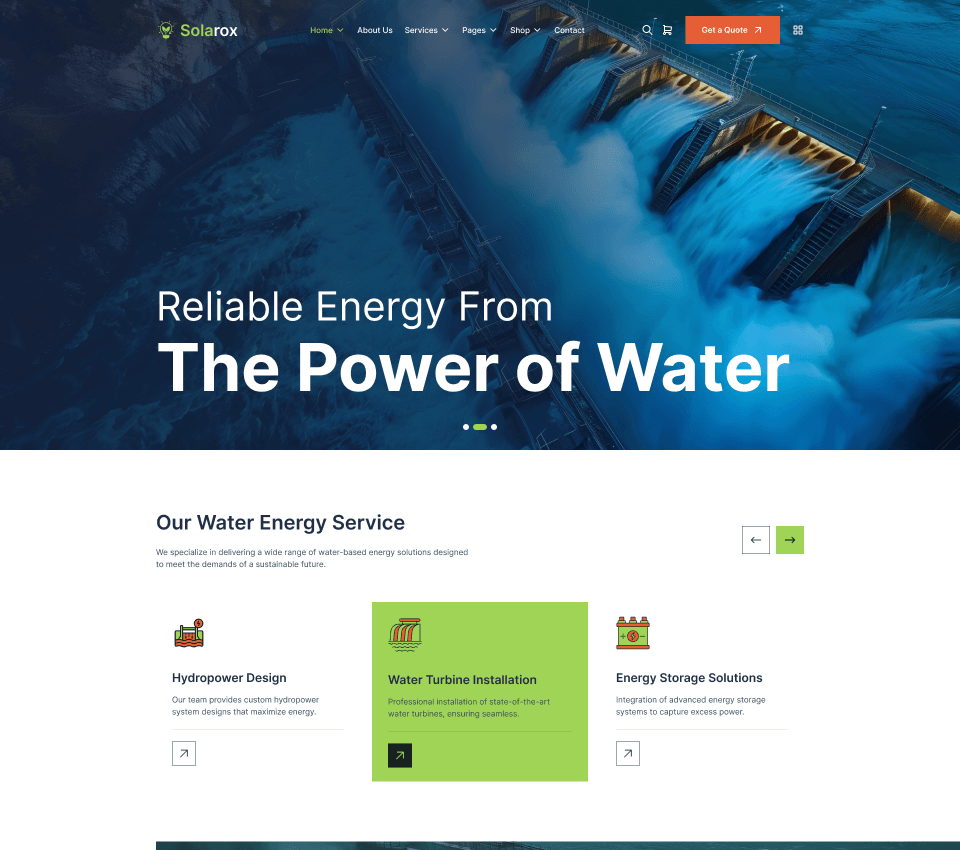 Solarox
Home
About Us
Services
Pages
Shop
Contact
Get a Quote
Reliable Energy From
The Power of Water
Our Water Energy Service
We specialize in delivering a wide range of water-based energy solutions designed
to meet the demands of a sustainable future.
Hydropower Design
Our team provides custom hydropower
system designs that maximize energy.
Water Turbine Installation
Professional installation of state-of-the-art
water turbines, ensuring seamless.
Energy Storage Solutions
Integration of advanced energy storage
systems to capture excess power.